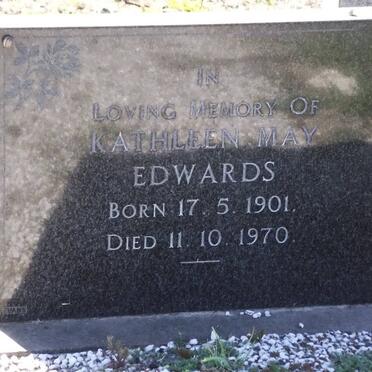 IN
LOVING MEMORY OF
KATHLEEN MAY
EDWARDS
BORN 17. 5. 1901.
DIED 11. 10. 1970.